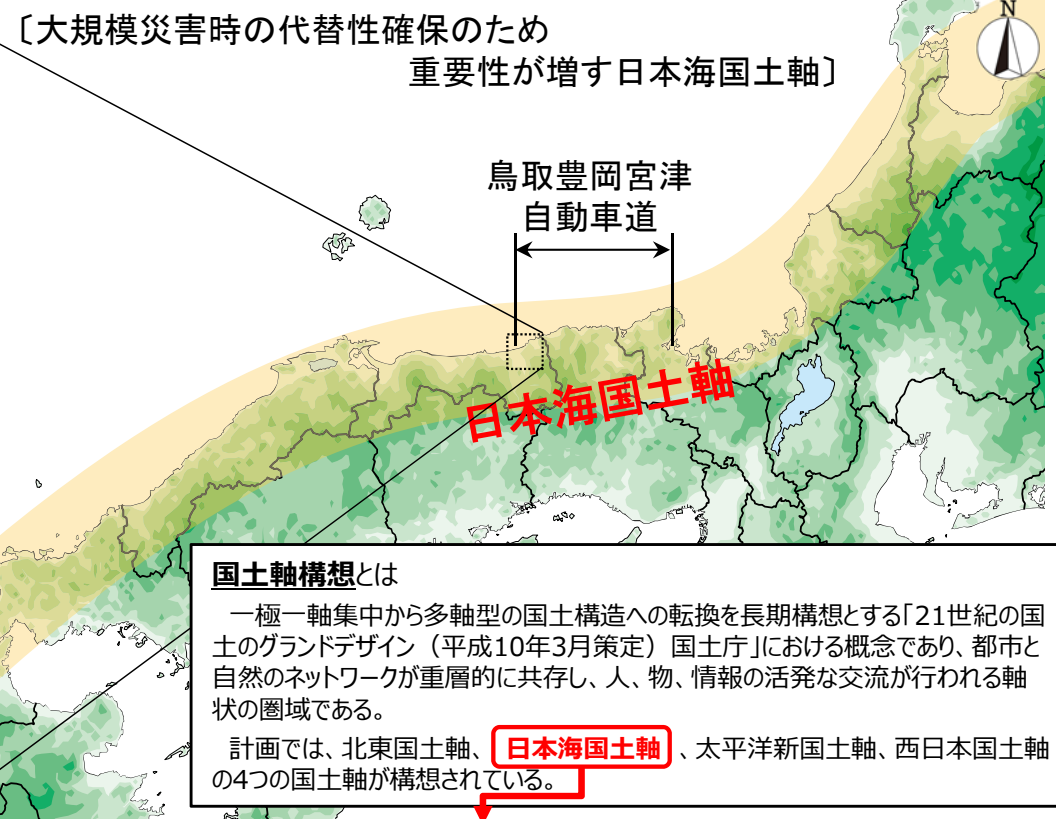 〔大規模災害時の代替性確保のため
重要性が増す日本海国土軸〕
N
鳥取豊岡宮津
自動車道
日本海国土軸
国土軸構想とは
一極一軸集中から多軸型の国土構造への転換を長期構想とする「21世紀の国
土のグランドデザイン（平成10年3月策定）国土庁」における概念であり、都市と
自然のネットワークが重層的に共存し、人、物、情報の活発な交流が行われる軸
状の圏域である。
計画では、北東国土軸、日本海国土軸、太平洋新国土軸、西日本国土軸
の4つの国土軸が構想されている。